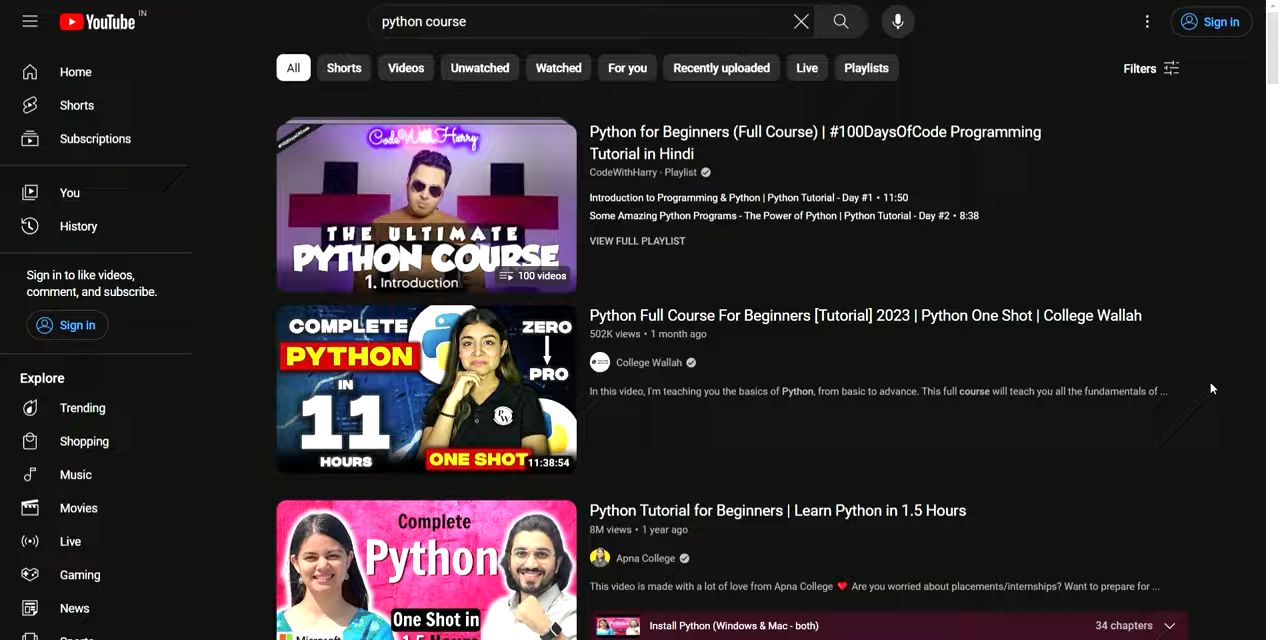 YouTube IN
python course
Sign in
Home
Shorts
Subscriptions
You
History
Sign in to like videos,
comment, and subscribe.
Sign in
Explore
Trending
Shopping
Music
Movies
Live
Gaming
News
All Shorts Videos Unwatched Watched For you Recently uploaded Live Playlists
Filters
Code With Harry
THE ULTIMATE
PYTHON COURSE
1. Introduction
100 videos
Python for Beginners (Full Course) | #100DaysOfCode Programming
Tutorial in Hindi
CodeWithHarry · Playlist
Introduction to Programming & Python | Python Tutorial - Day #1 • 11:50
Some Amazing Python Programs - The Power of Python | Python Tutorial - Day #2 • 8:38
VIEW FULL PLAYLIST
COMPLETE
PYTHON
IN
11
HOURS
ZERO
PRO
PW
ONE SHOT
11:38:54
Python Full Course For Beginners [Tutorial] 2023 | Python One Shot | College Wallah
502K views • 1 month ago
College Wallah
In this video, I'm teaching you the basics of Python, from basic to advance. This full course will teach you all the fundamentals of ...
Complete
Python
One Shot in
Microsoft
Python Tutorial for Beginners | Learn Python in 1.5 Hours
8M views • 1 year ago
Apna College
This video is made with a lot of love from Apna College ❤ Are you worried about placements/internships? Want to prepare for ...
Install Python (Windows & Mac - both)
34 chapters